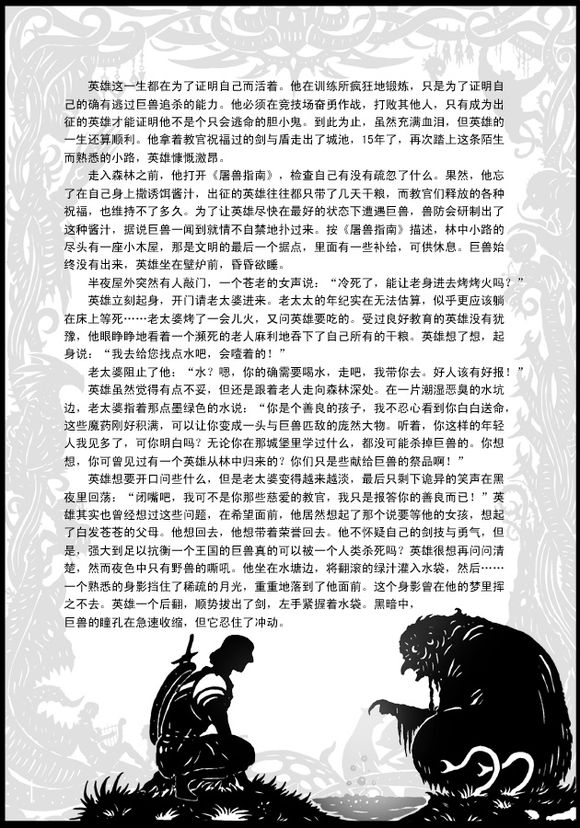 英雄这一生都在为了证明自己而活着。他在训练所疯狂地锻炼，只是为了证明自
己的确有逃过巨兽追杀的能力。他必须在竞技场奋勇作战，打败其他人，只有成为出
征的英雄才能证明他不是个只会逃命的胆小鬼。到此为止，虽然充满血泪，但英雄的
一生还算顺利。他拿着教官祝福过的剑与盾走出了城池，15年了，再次踏上这条陌生
而熟悉的小路，英雄慷慨激昂。
走入森林之前，他打开《屠兽指南》，检查自己有没有疏忽了什么。果然，他忘
了在自己身上撒诱饵酱汁，出征的英雄往往都只带了几天干粮，而教官们释放的各种
祝福，也维持不了多久。为了让英雄尽快在最好的状态下遭遇巨兽，兽防会研制出了
这种酱汁，据说巨兽一闻到就情不自禁地扑过来。按《屠兽指南》描述，林中小路的
尽头有一座小木屋，那是文明的最后一个据点，里面有一些补给，可供休息。巨兽始
终没有出来，英雄坐在壁炉前，昏昏欲睡。
半夜屋外突然有人敲门，一个苍老的女声说：“冷死了，能让老身进去烤烤火吗？”
英雄立刻起身，开门请老太婆进来。老太太的年纪实在无法估算，似乎更应该躺
在床上等死……老太婆烤了一会儿火，又问英雄要吃的。受过良好教育的英雄没有犹
豫，他眼睁睁地看着一个濒死的老人麻利地吞下了自己所有的干粮。英雄想了想，起
身说：“我去给您找点水吧，会噎着的！”
老太婆阻止了他：“水？嗯，你的确需要喝水，走吧，我带你去。好人该有好报！”
英雄虽然觉得有点不妥，但还是跟着老人走向森林深处。在一片潮湿恶臭的水坑
边，老太婆指着那点墨绿色的水说：“你是个善良的孩子，我不忍心看到你白白送命，
这些魔药刚好积满，可以让你变成一头与巨兽匹敌的庞然大物。听着，你这样的年轻
人我见多了，可你明白吗？无论你在那城堡里学过什么，都没可能杀掉巨兽的。你想
想，你可曾见过有一个英雄从林中归来的？你们只是些献给巨兽的祭品啊！”
英雄想要开口问些什么，但是老太婆变得越来越淡，最后只剩下诡异的笑声在黑
夜里回荡：“闭嘴吧，我可不是你那些慈爱的教官，我只是报答你的善良而已！”英
雄其实也曾经想过这些问题，在希望面前，他居然想起了那个说要等他的女孩，想起
了白发苍苍的父母。他想回去，他想带着荣誉回去。他不怀疑自己的剑技与勇气，但
是，强大到足以抗衡一个王国的巨兽真的可以被一个人类杀死吗？英雄很想再问问清
楚，然而夜色中只有野兽的嘶吼。他坐在水塘边，将翻滚的绿汁灌入水袋，然后……
一个熟悉的身影挡住了稀疏的月光，重重地落到了他面前。这个身影曾在他的梦里挥
之不去。英雄一个后翻，顺势拔出了剑，左手紧握着水袋。黑暗中，
巨兽的瞳孔在急速收缩，但它忍住了冲动。